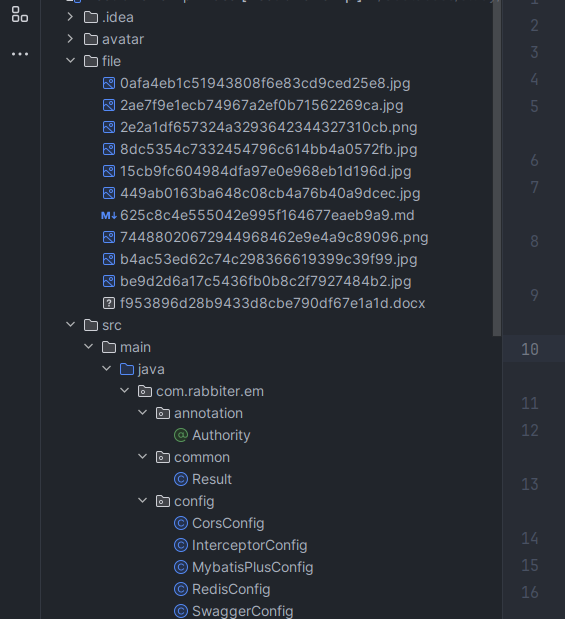 .idea
avatar
file
0afa4eb1c51943808f6e83cd9ced25e8.jpg
2ae7f9e1ecb74967a2ef0b71562269ca.jpg
2e2a1df657324a3293642344327310cb.png
8dc5354c7332454796c614bb4a0572fb.jpg
15cb9fc604984dfa97e0e968eb1d196d.jpg
449ab0163ba648c08cb4a76b40a9dcec.jpg
M↓ 625c8c4e555042e995f164677eaeb9a9.md
74488020672944968462e9e4a9c89096.png
b4ac53ed62c74c298366619399c39f99.jpg
be9d2d6a17c5436fb0b8c2f7927484b2.jpg
? f953896d28b9433d8cbe790df67e1a1d.docx
src
main
java
com.rabbiter.em
annotation
@ Authority
common
C Result
config
C CorsConfig
C InterceptorConfig
C MybatisPlusConfig
C RedisConfig
C SwaggerConfig
1
2
3
4
5
6
7
8
9
10
11
12
13
14
15
16